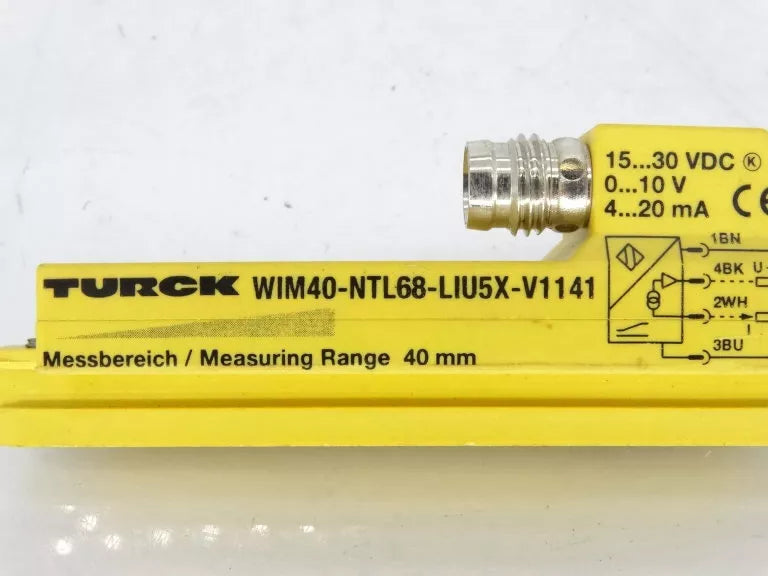 15...30 VDC Ⓚ
0...10 V
4...20 mA CE
TURCK WIM40-NTL68-LIU5X-V1141
Messbereich / Measuring Range 40 mm
1BN
4BK U
2WH I
3BU